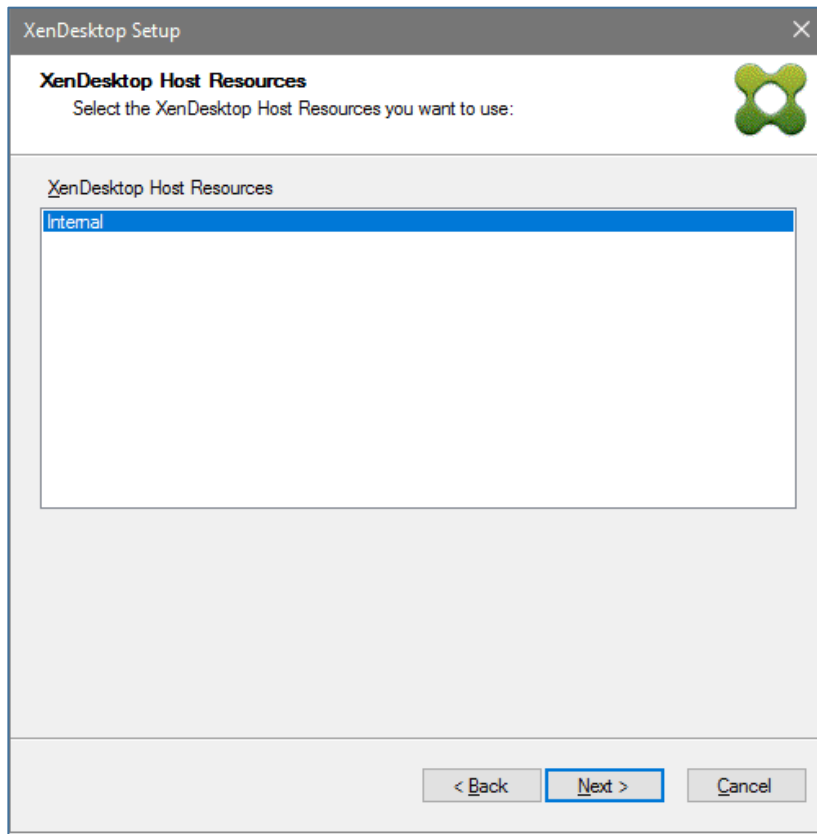 XenDesktop Setup
XenDesktop Host Resources
Select the XenDesktop Host Resources you want to use:
XenDesktop Host Resources
Internal
< Back Next > Cancel